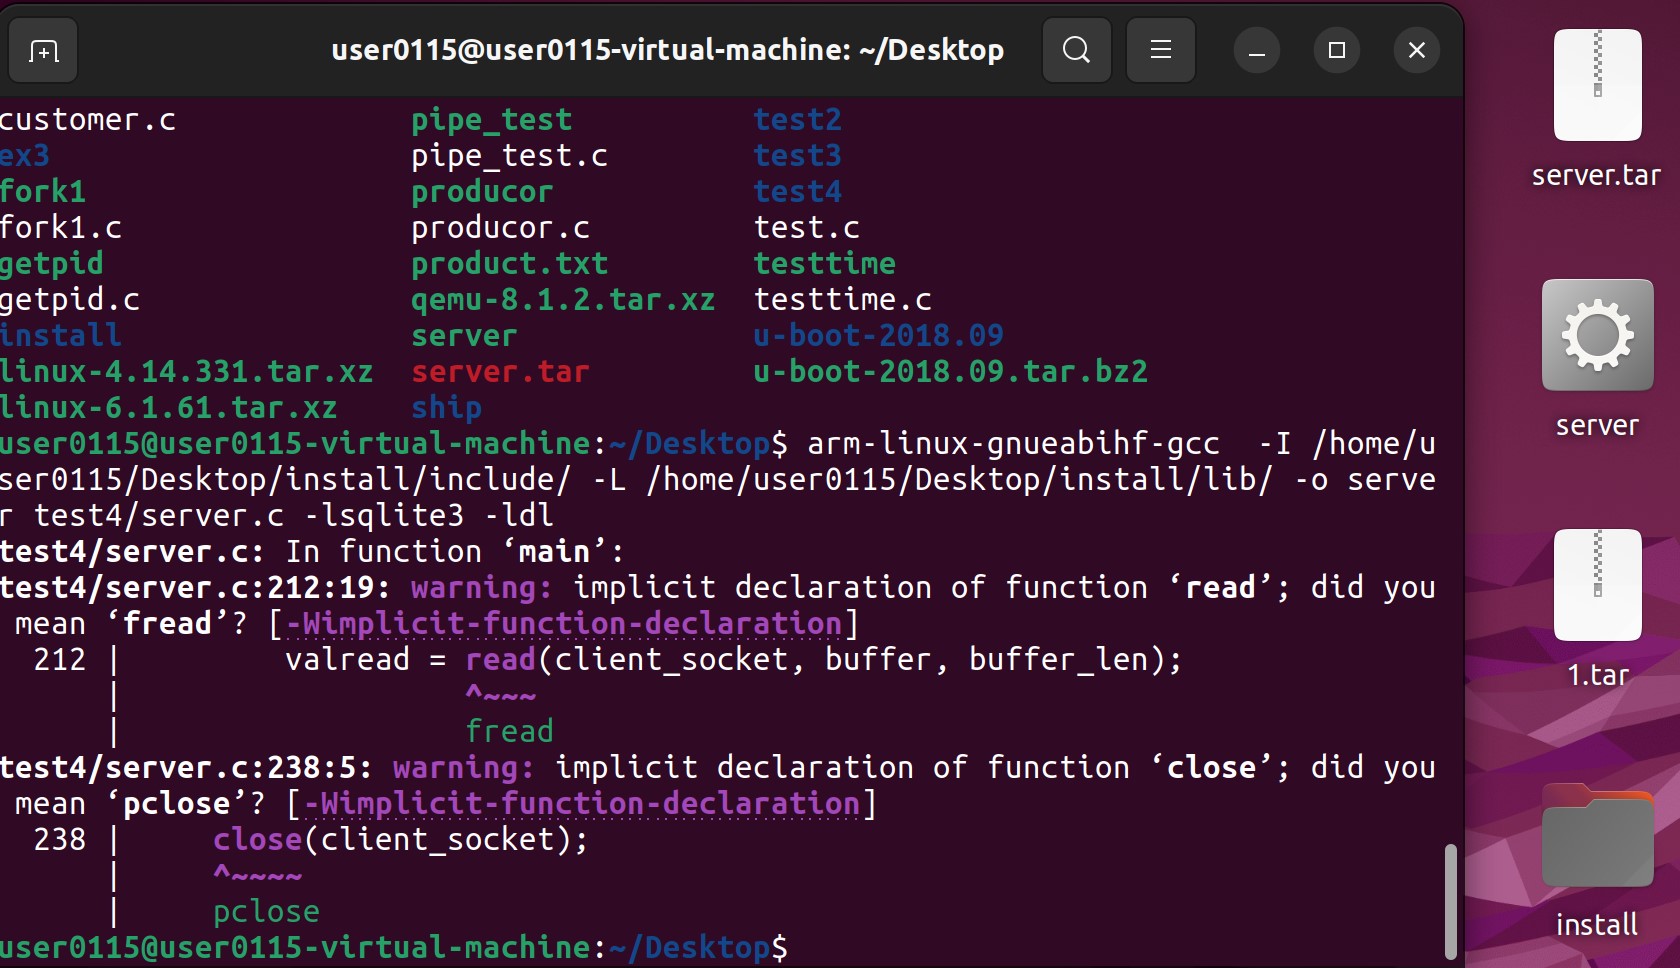 user0115@user0115-virtual-machine: ~/Desktop
customer.c pipe_test test2
ex3 pipe_test.c test3
fork1 producor test4
fork1.c producor.c test.c
getpid product.txt testtime
getpid.c qemu-8.1.2.tar.xz testtime.c
install server u-boot-2018.09
linux-4.14.331.tar.xz server.tar u-boot-2018.09.tar.bz2
linux-6.1.61.tar.xz ship
user0115@user0115-virtual-machine:~/Desktop$ arm-linux-gnueabihf-gcc  -I /home/u
ser0115/Desktop/install/include/ -L /home/user0115/Desktop/install/lib/ -o serve
r test4/server.c -lsqlite3 -ldl
test4/server.c: In function ‘main’:
test4/server.c:212:19: warning: implicit declaration of function ‘read’; did you
mean ‘fread’? [-Wimplicit-function-declaration]
212 |         valread = read(client_socket, buffer, buffer_len);
|                   ^~~~
|                   fread
test4/server.c:238:5: warning: implicit declaration of function ‘close’; did you
mean ‘pclose’? [-Wimplicit-function-declaration]
238 |     close(client_socket);
|     ^~~~~
|     pclose
user0115@user0115-virtual-machine:~/Desktop$
server.tar
server
1.tar
install